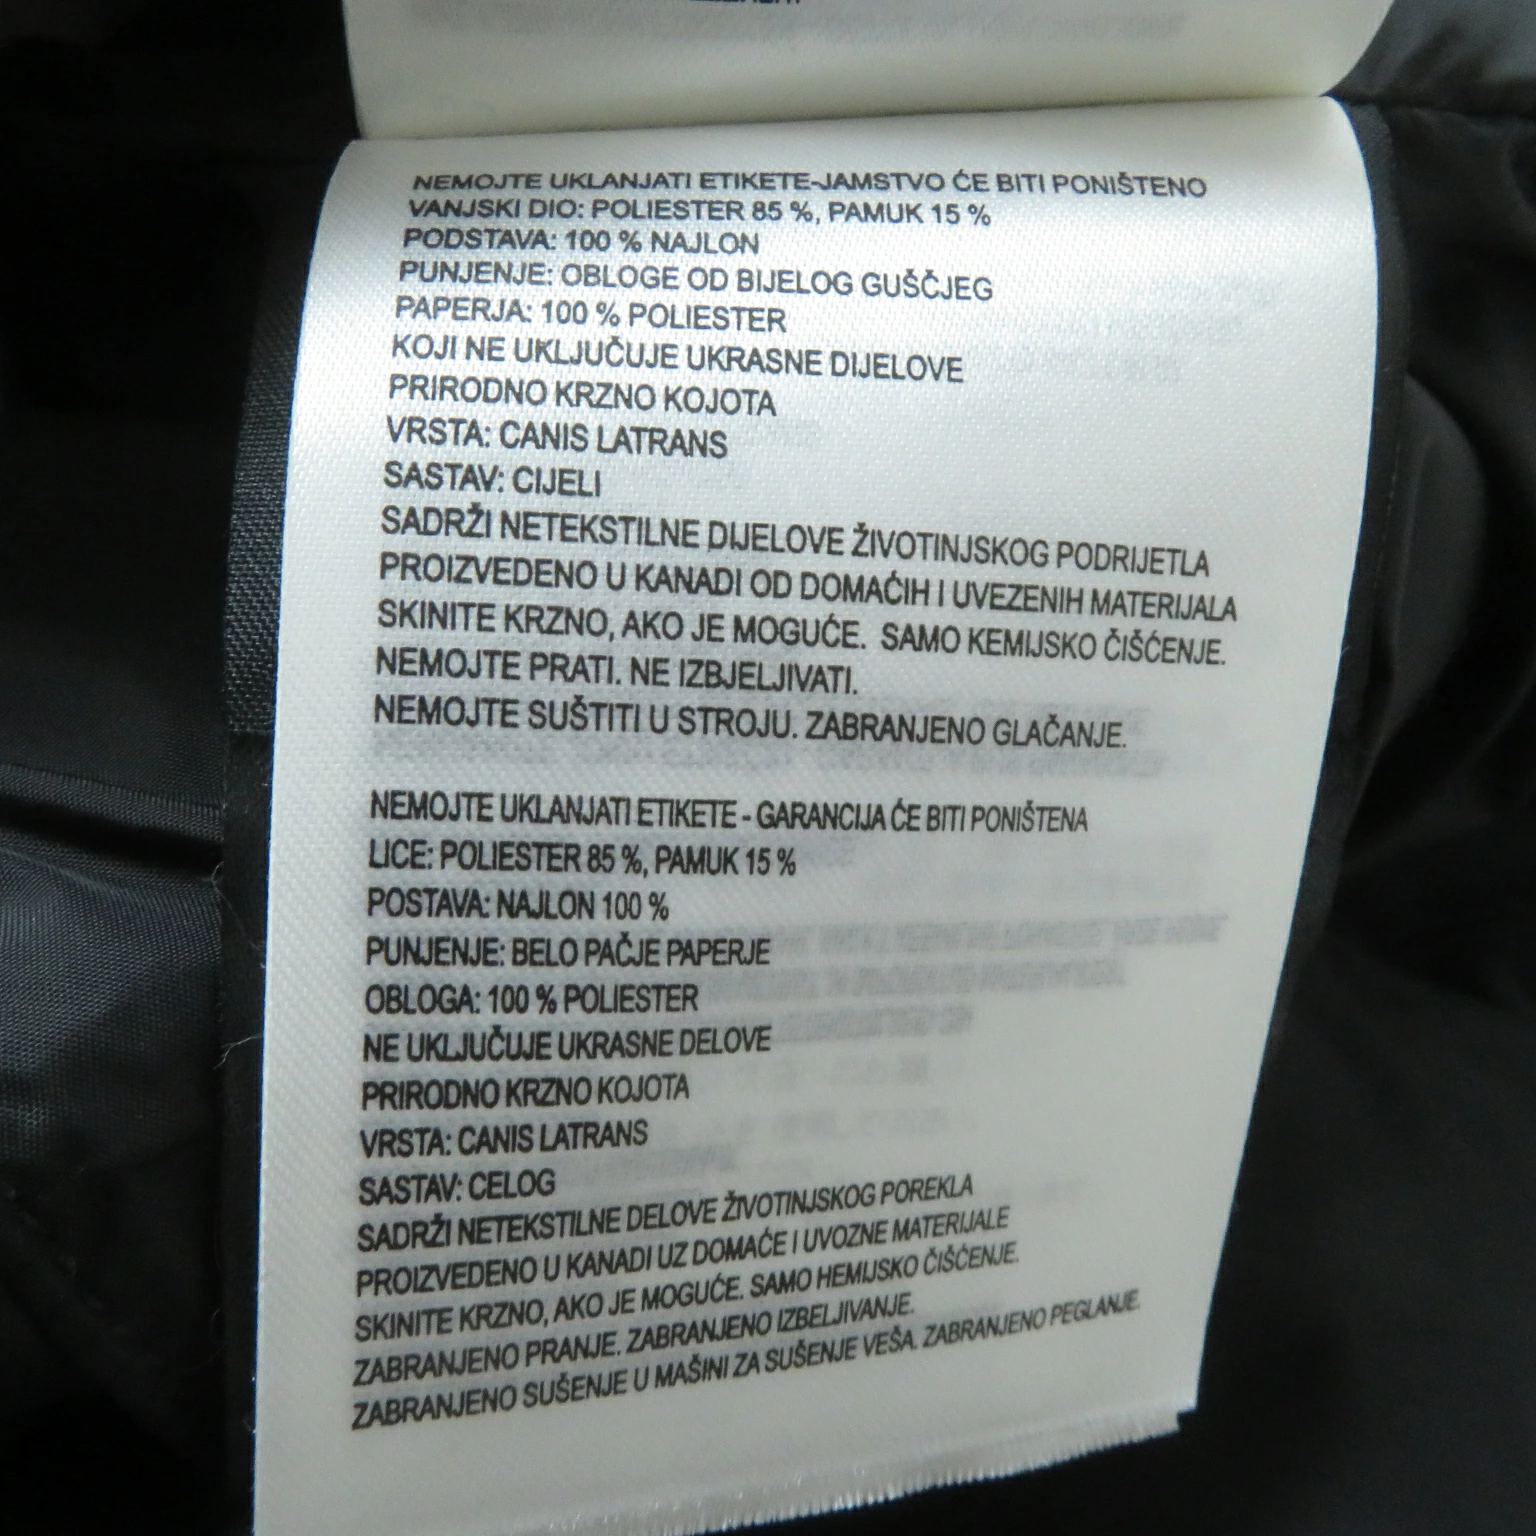 NEMOJTE UKLANJATI ETIKETE-JAMSTVO ĆE BITI PONIŠTENO
VANJSKI DIO: POLIESTER 85 %, PAMUK 15 %
PODSTAVA: 100 % NAJLON
PUNJENJE: OBLOGE OD BIJELOG GUŠČJEG
PAPERJA: 100 % POLIESTER
KOJI NE UKLJUČUJE UKRASNE DIJELOVE
PRIRODNO KRZNO KOJOTA
VRSTA: CANIS LATRANS
SASTAV: CIJELI
SADRŽI NETEKSTILNE DIJELOVE ŽIVOTINJSKOG PODRIJETLA
PROIZVEDENO U KANADI OD DOMAĆIH I UVEZENIH MATERIJALA
SKINITE KRZNO, AKO JE MOGUĆE. SAMO KEMIJSKO ČIŠĆENJE.
NEMOJTE PRATI. NE IZBJELJIVATI.
NEMOJTE SUŠTITI U STROJU. ZABRANJENO GLAČANJE.
NEMOJTE UKLANJATI ETIKETE - GARANCIJA ĆE BITI PONIŠTENA
LICE: POLIESTER 85 %, PAMUK 15 %
POSTAVA: NAJLON 100 %
PUNJENJE: BELO PAČJE PAPERJE
OBLOGA: 100 % POLIESTER
NE UKLJUČUJE UKRASNE DELOVE
PRIRODNO KRZNO KOJOTA
VRSTA: CANIS LATRANS
SASTAV: CELOG
SADRŽI NETEKSTILNE DELOVE ŽIVOTINJSKOG POREKLA
PROIZVEDENO U KANADI UZ DOMAĆE I UVOZNE MATERIJALE
SKINITE KRZNO, AKO JE MOGUĆE. SAMO HEMIJSKO ČIŠĆENJE.
ZABRANJENO PRANJE. ZABRANJENO IZBELJIVANJE.
ZABRANJENO SUŠENJE U MAŠINI ZA SUŠENJE VEŠA. ZABRANJENO PEGLANJE.